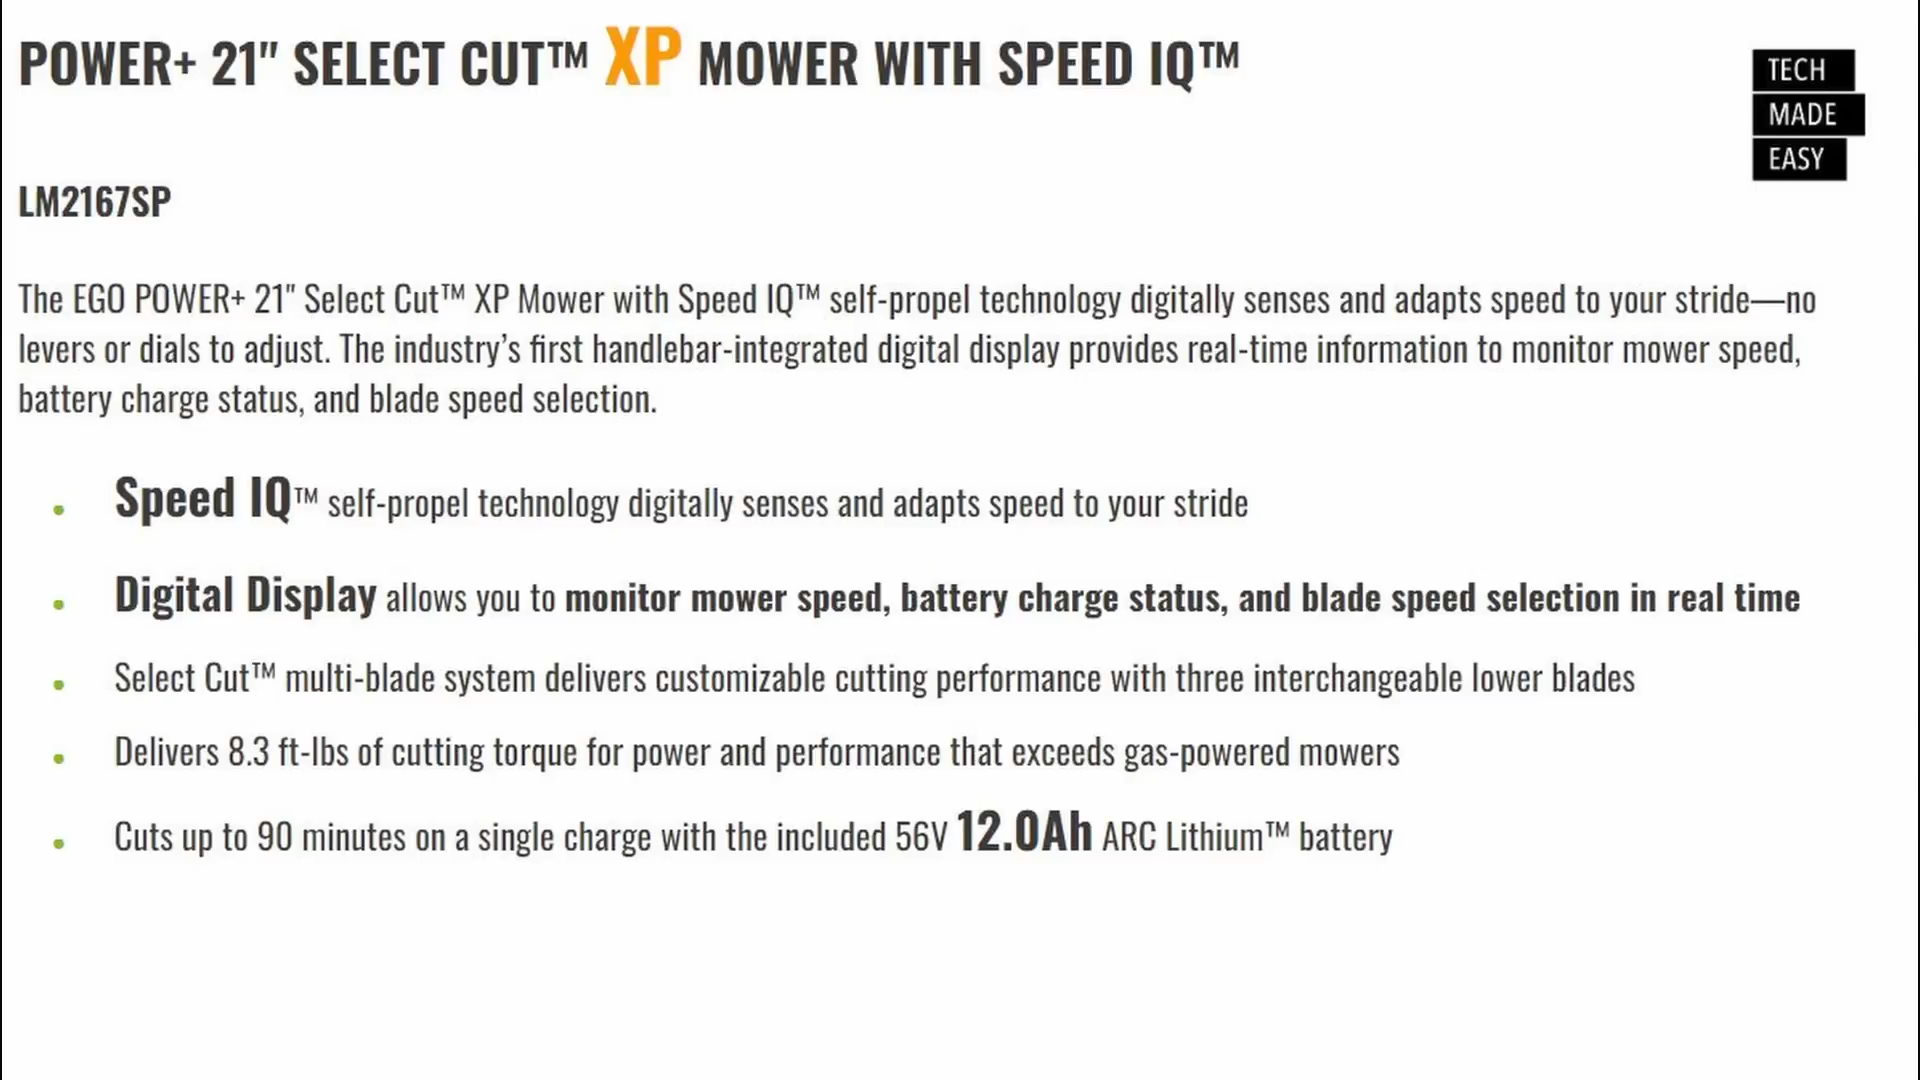 POWER+ 21" SELECT CUT™ XP MOWER WITH SPEED IQ™
TECH
MADE
EASY
LM2167SP
The EGO POWER+ 21" Select Cut™ XP Mower with Speed IQ™ self-propel technology digitally senses and adapts speed to your stride—no
levers or dials to adjust. The industry’s first handlebar-integrated digital display provides real-time information to monitor mower speed,
battery charge status, and blade speed selection.
Speed IQ™ self-propel technology digitally senses and adapts speed to your stride
Digital Display allows you to monitor mower speed, battery charge status, and blade speed selection in real time
Select Cut™ multi-blade system delivers customizable cutting performance with three interchangeable lower blades
Delivers 8.3 ft-lbs of cutting torque for power and performance that exceeds gas-powered mowers
Cuts up to 90 minutes on a single charge with the included 56V 12.0Ah ARC Lithium™ battery